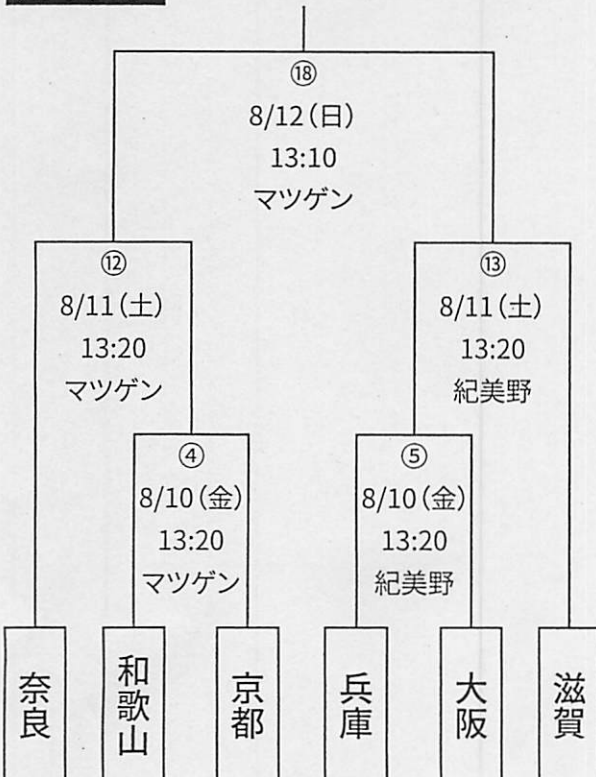 ⑱
8/12(日)
13:10
マツゲン
⑫
8/11(土)
13:20
マツゲン
⑬
8/11(土)
13:20
紀美野
④
8/10(金)
13:20
マツゲン
⑤
8/10(金)
13:20
紀美野
奈良
和歌山
京都
兵庫
大阪
滋賀